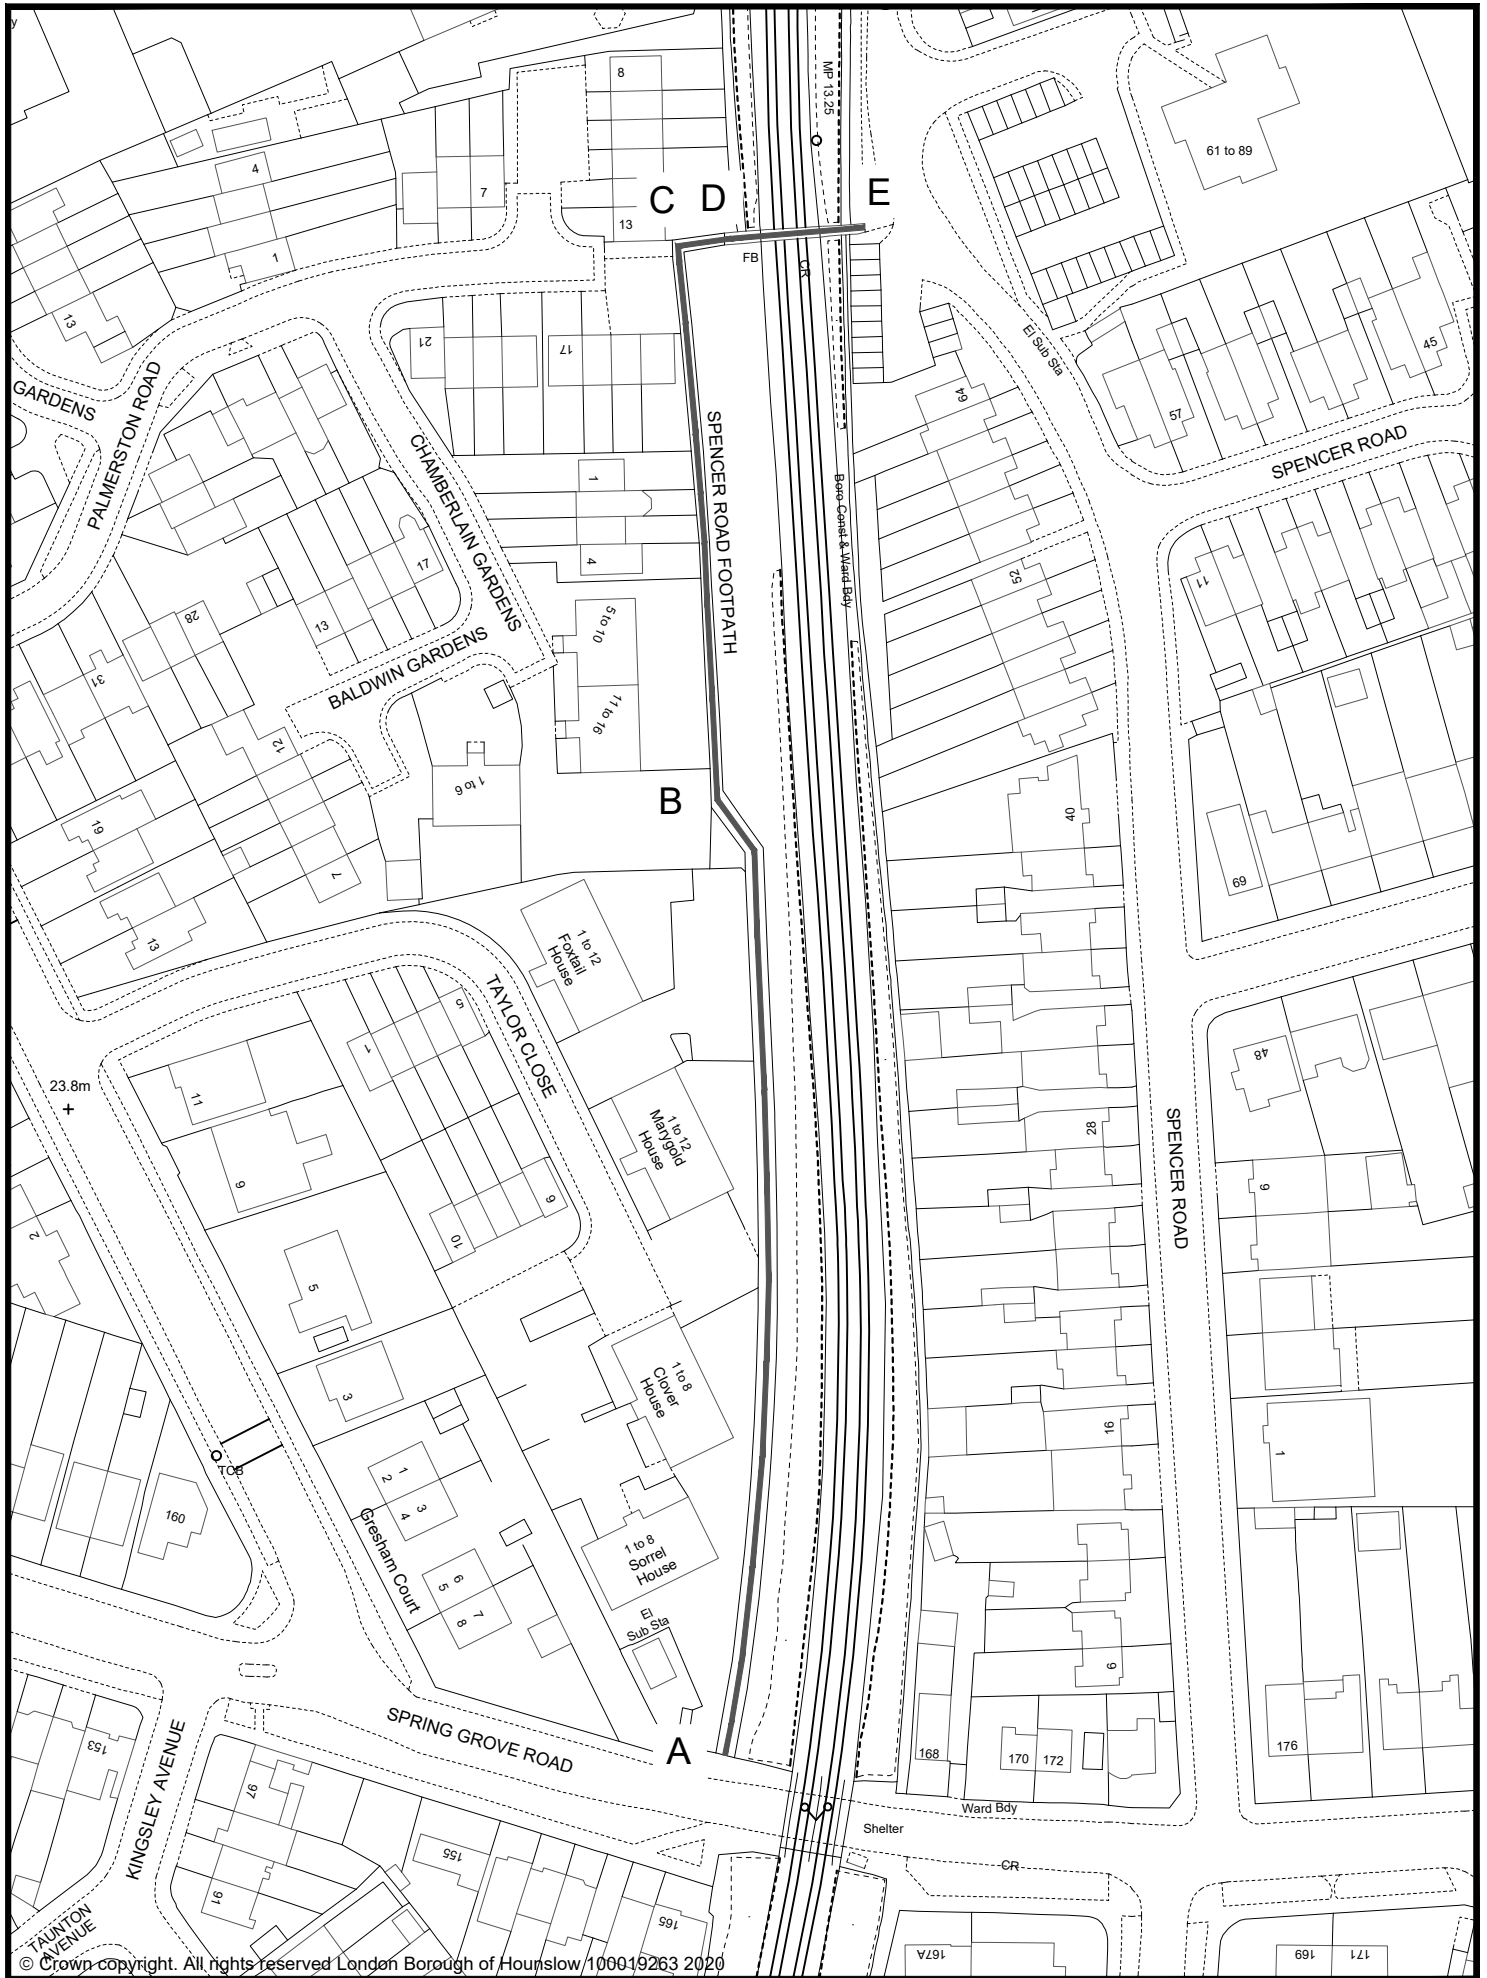 y
8
MP 13.25
61 to 89
4
7
C
D
E
13
1
FB
CR
13
21
17
45
El Sub Sta
64
57
GARDENS
PALMERSTON ROAD
CHAMBERLAIN GARDENS
SPENCER ROAD FOOTPATH
SPENCER ROAD
1
Boro Const & Ward Bdy
4
17
52
11
28
13
5 to 10
BALDWIN GARDENS
31
12
11 to 16
1 to 6
B
40
19
7
69
13
1 to 12
Foxtail
House
TAYLOR CLOSE
5
1
48
23.8m
11
1 to 12
Marygold
House
28
SPENCER ROAD
9
6
9
2
10
5
1 to 8
Clover
House
3
16
1
TCB
1
2
3
4
160
Gresham Court
1 to 8
Sorrel
House
6
5
7
8
El
Sub Sta
9
SPRING GROVE ROAD
A
153
KINGSLEY AVENUE
168
170
172
176
97
Ward Bdy
Shelter
155
CR
91
165
TAUNTON
AVENUE
167A
169
171
© Crown copyright. All rights reserved London Borough of Hounslow 100019263 2020